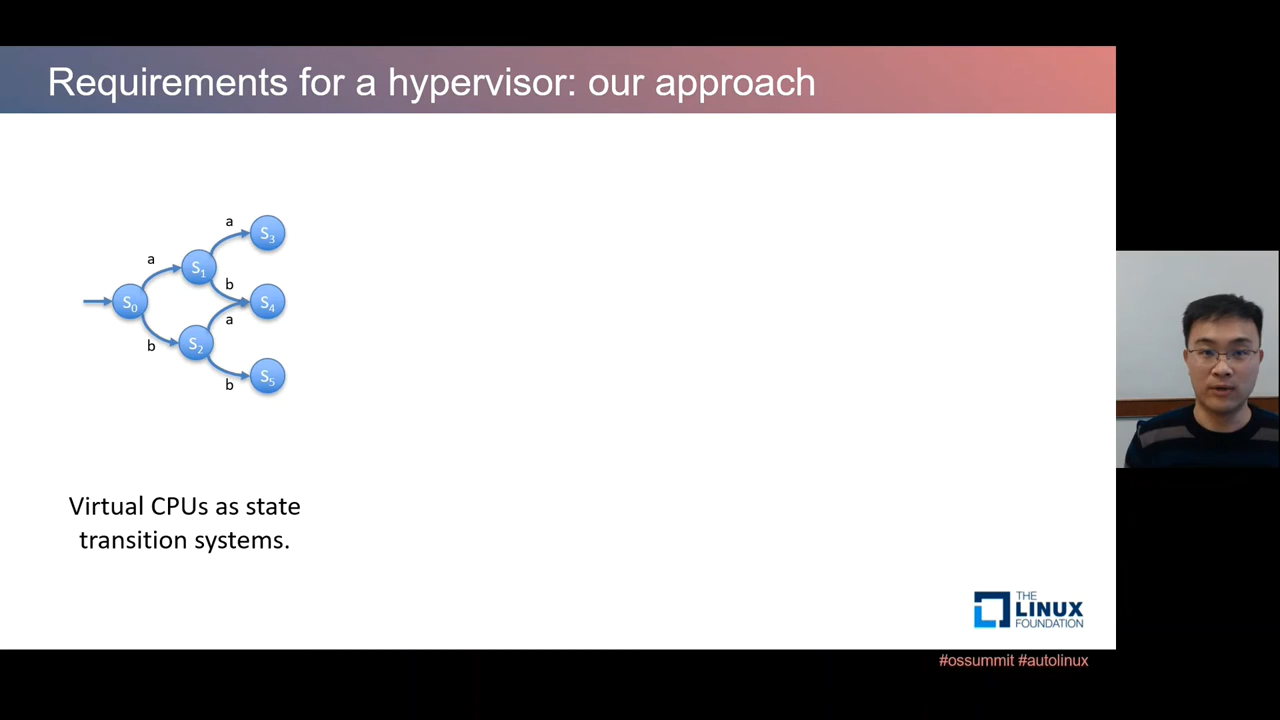 Requirements for a hypervisor: our approach
a
S3
a
S1
b
S0
S4
a
b
S2
b
S5
Virtual CPUs as state
transition systems.
THE
LINUX
FOUNDATION
#ossummit #autolinux